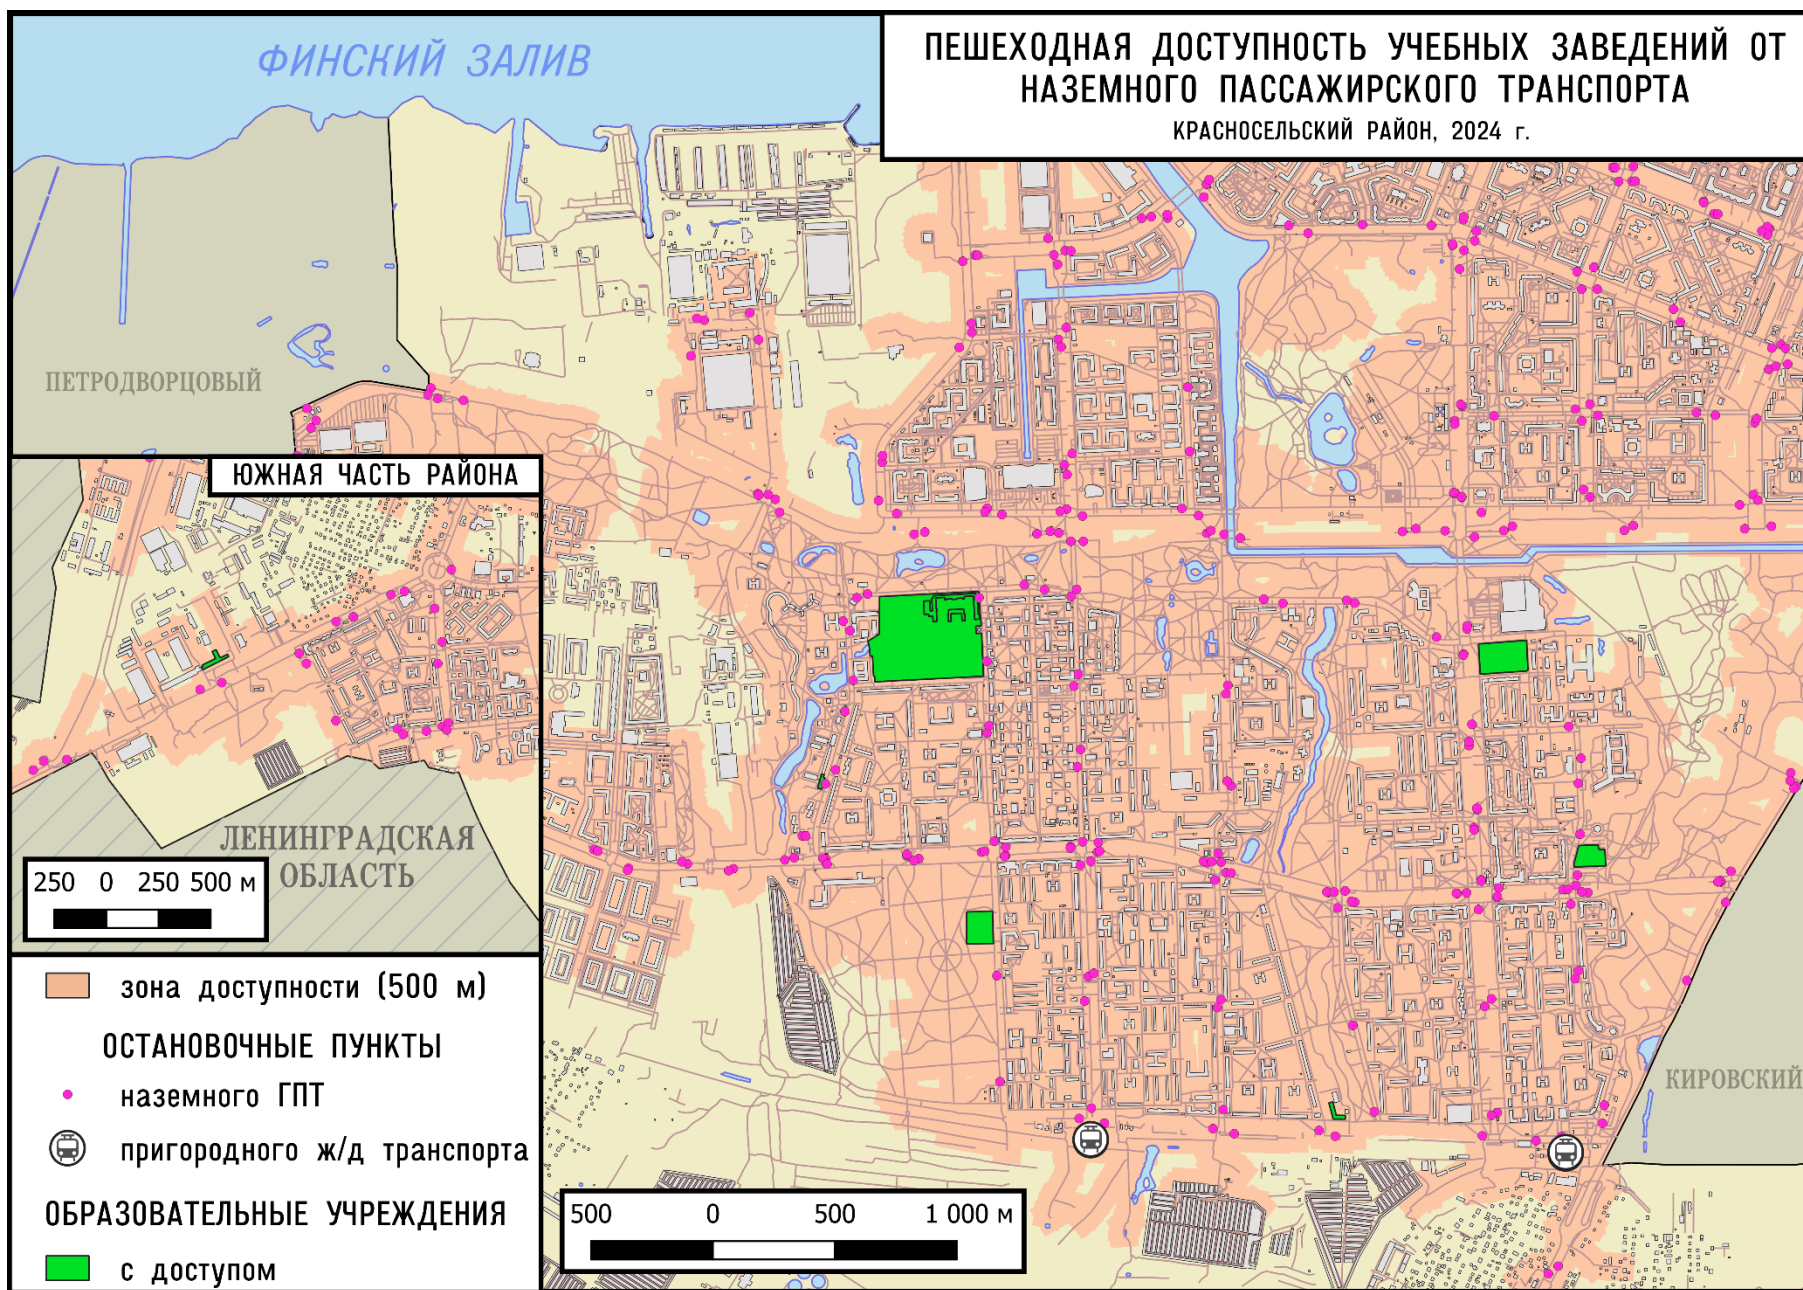 ФИНСКИЙ ЗАЛИВ
ПЕШЕХОДНАЯ ДОСТУПНОСТЬ УЧЕБНЫХ ЗАВЕДЕНИЙ ОТ
НАЗЕМНОГО ПАССАЖИРСКОГО ТРАНСПОРТА
КРАСНОСЕЛЬСКИЙ РАЙОН, 2024 г.
ПЕТРОДВОРЦОВЫЙ
ЮЖНАЯ ЧАСТЬ РАЙОНА
ЛЕНИНГРАДСКАЯ
ОБЛАСТЬ
250 0 250 500 м
зона доступности (500 м)
ОСТАНОВОЧНЫЕ ПУНКТЫ
наземного ГПТ
пригородного ж/д транспорта
ОБРАЗОВАТЕЛЬНЫЕ УЧРЕЖДЕНИЯ
с доступом
КИРОВСКИЙ
500 0 500 1 000 м